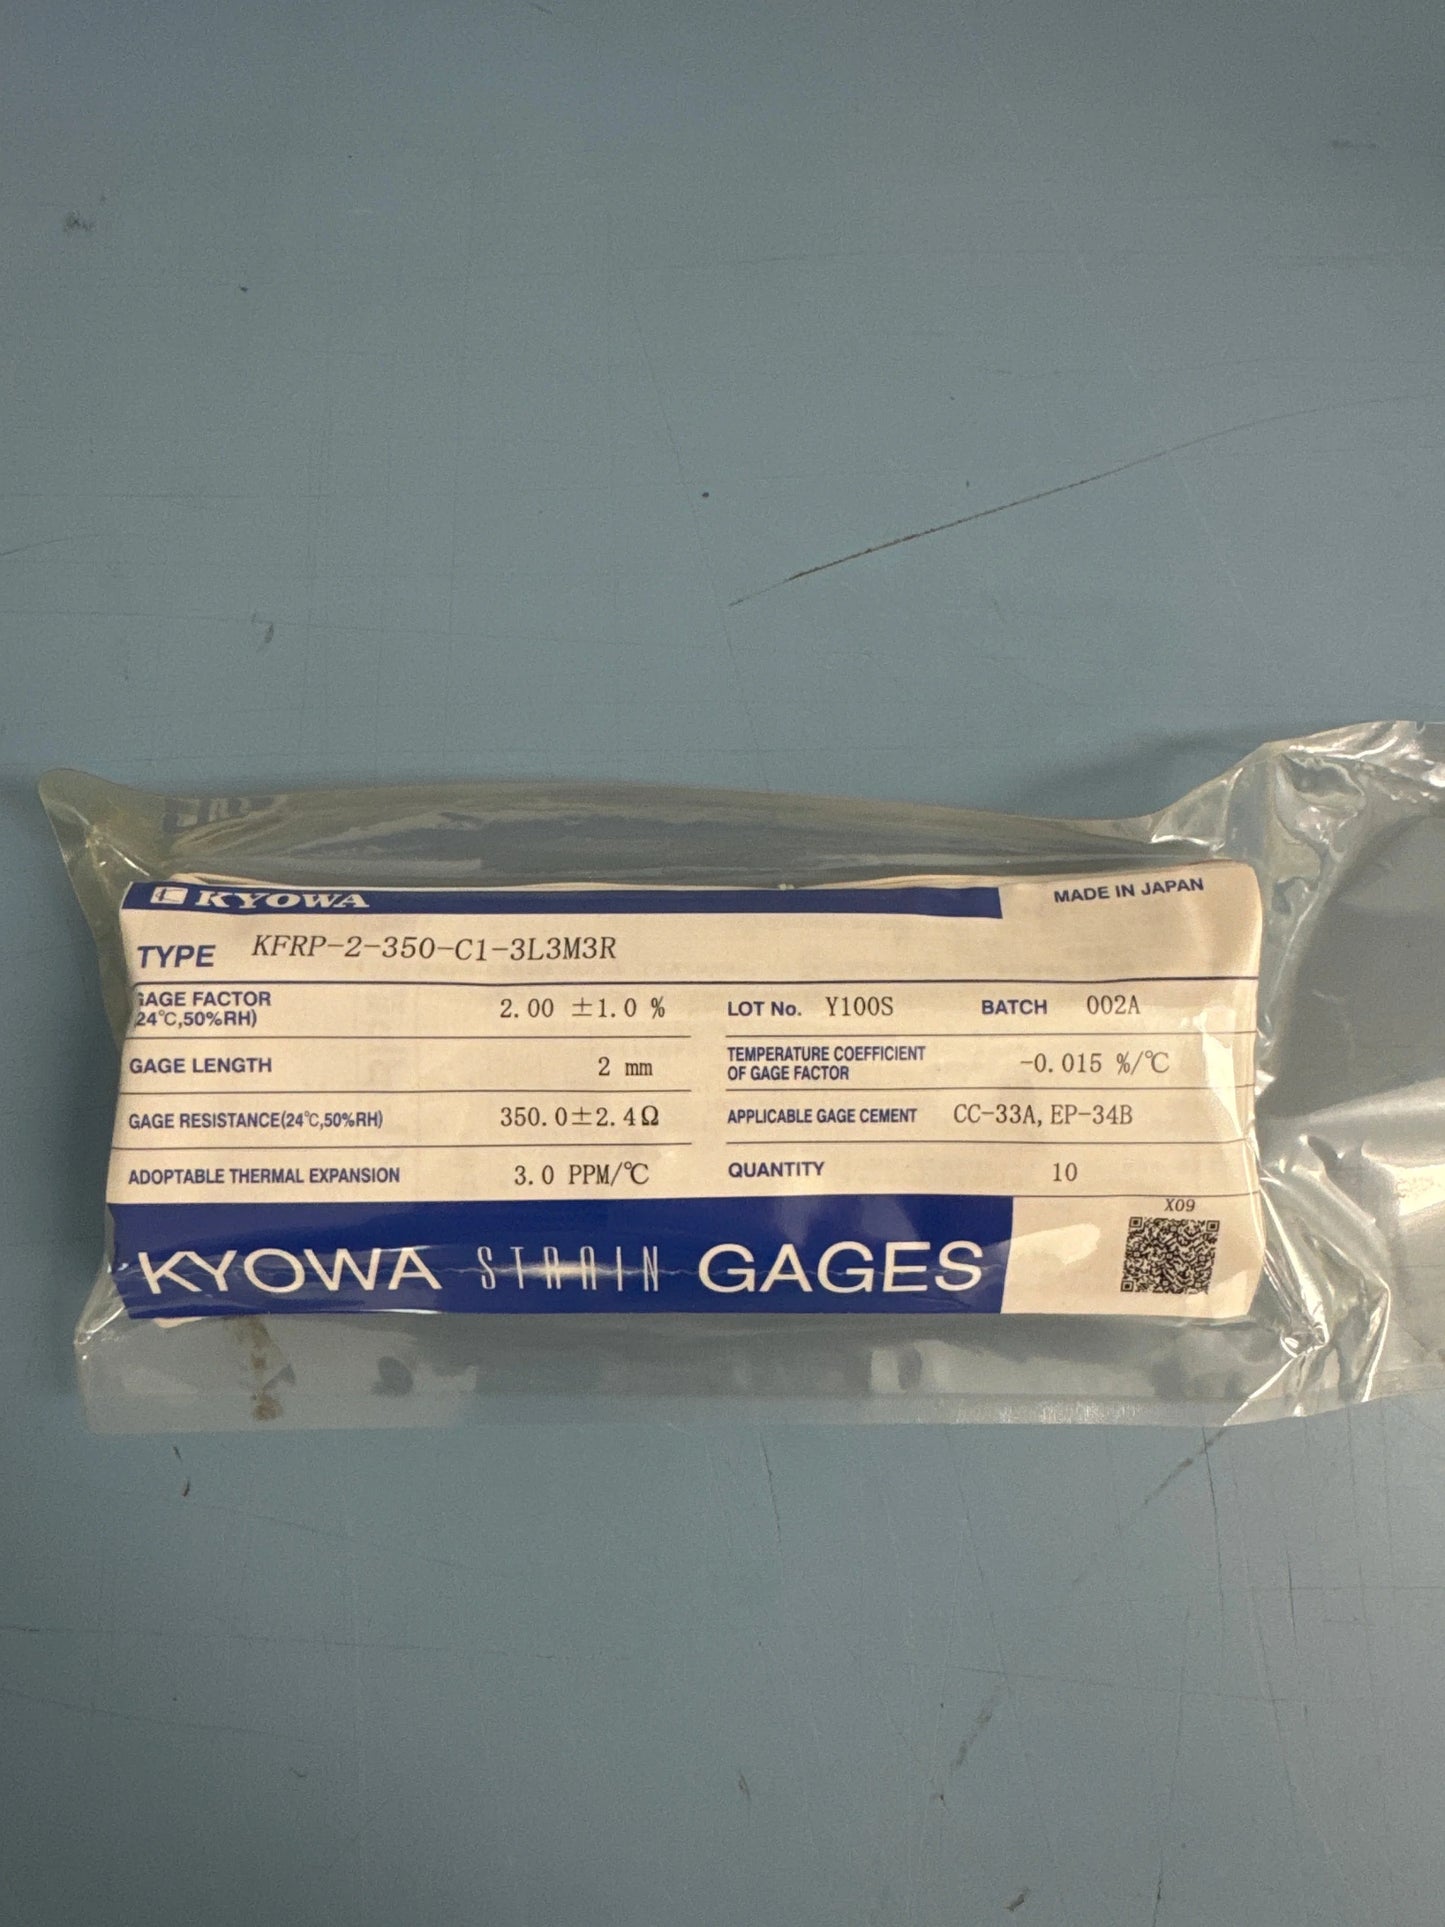 KYOWA
MADE IN JAPAN
TYPE KFRP-2-350-C1-3L3M3R
GAGE FACTOR
(24℃,50%RH) 2.00 ±1.0 %
LOT No. Y100S BATCH 002A
GAGE LENGTH 2 mm
TEMPERATURE COEFFICIENT
OF GAGE FACTOR -0.015 %/℃
GAGE RESISTANCE(24℃,50%RH) 350.0±2.4Ω
APPLICABLE GAGE CEMENT CC-33A, EP-34B
ADOPTABLE THERMAL EXPANSION 3.0 PPM/℃
QUANTITY 10
X09
KYOWA STRAIN GAGES